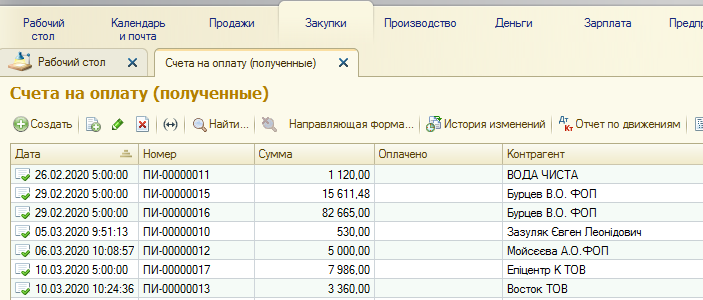 Рабочий стол
Календарь и почта
Продажи
Закупки
Производство
Деньги
Зарплата
Предпр
Рабочий стол
Счета на оплату (полученные)
Счета на оплату (полученные)
Создать Найти... Направляющая форма... История изменений Дт Кт Отчет по движениям
Дата Номер Сумма Оплачено Контрагент
26.02.2020 5:00:00 ПИ-00000011 1 120,00 ВОДА ЧИСТА
29.02.2020 5:00:00 ПИ-00000015 15 611,48 Бурцев В.О. ФОП
29.02.2020 5:00:00 ПИ-00000016 82 665,00 Бурцев В.О. ФОП
05.03.2020 9:51:13 ПИ-00000010 530,00 Зазуляк Євген Леонідович
06.03.2020 10:08:57 ПИ-00000012 5 000,00 Мойсєєва А.О.ФОП
10.03.2020 5:00:00 ПИ-00000017 7 986,00 Епіцентр К ТОВ
10.03.2020 10:24:36 ПИ-00000013 3 360,00 Восток ТОВ